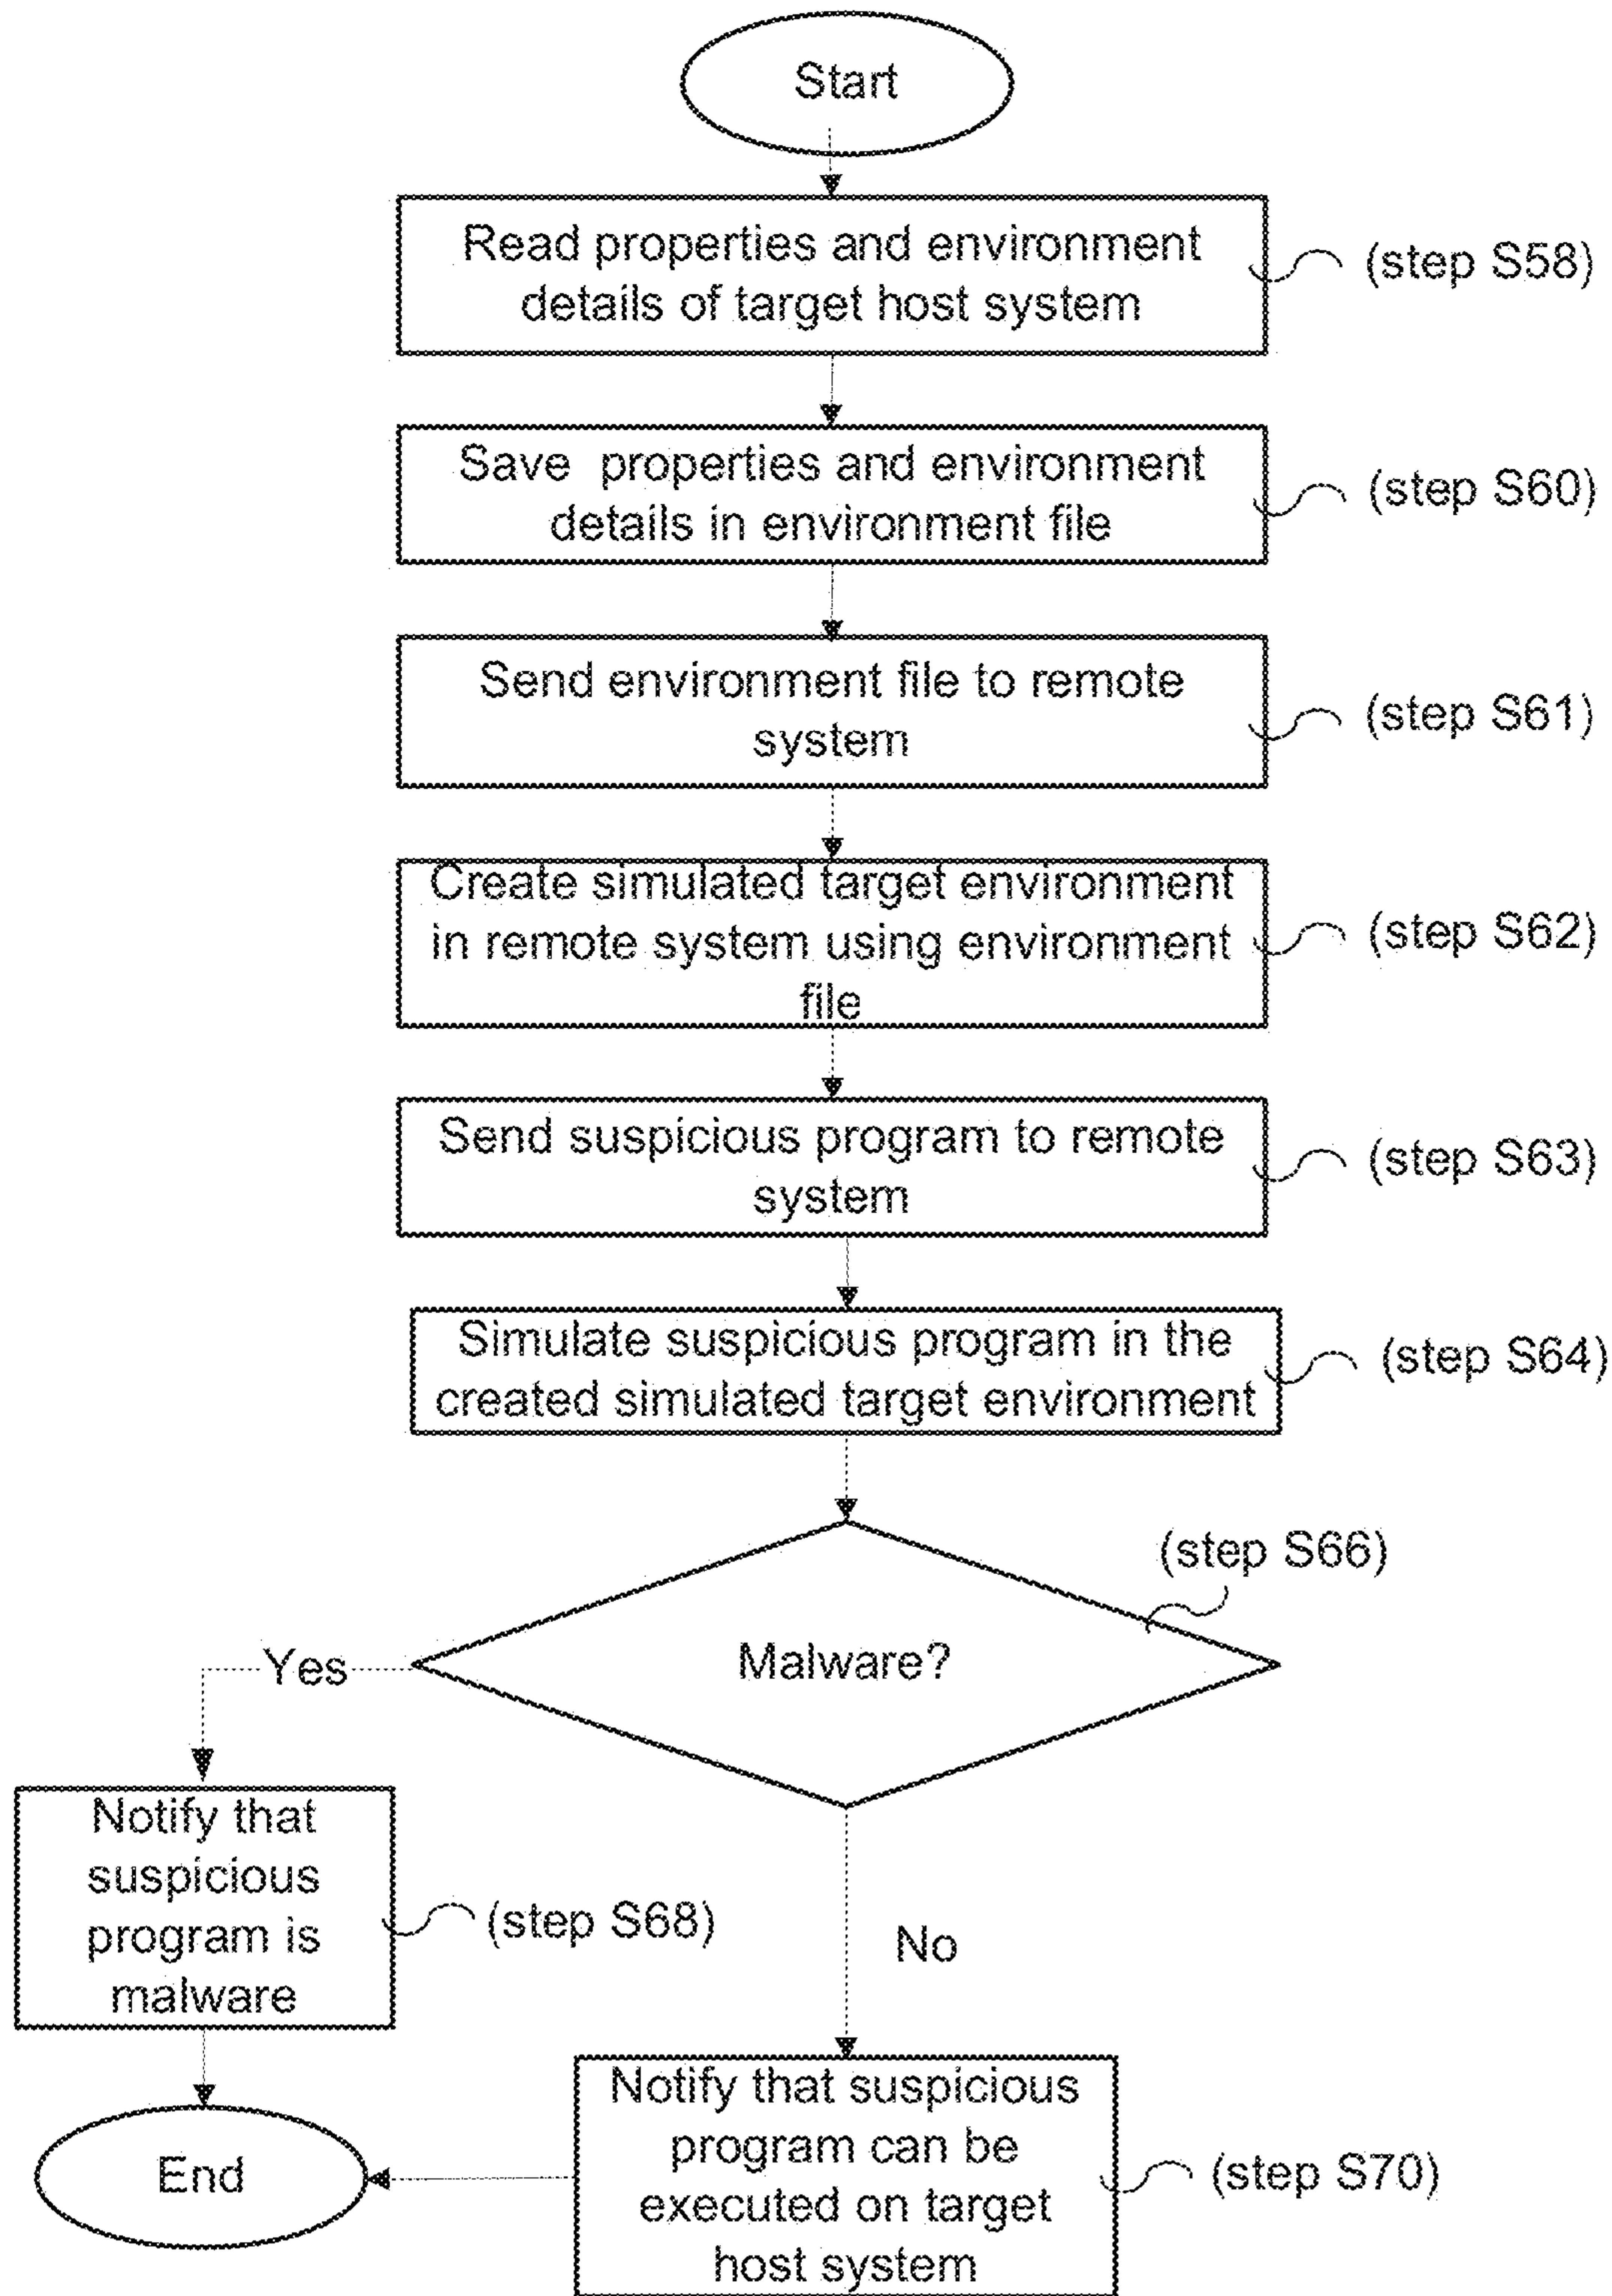 Start
Read properties and environment
details of target host system
(step S58)
Save properties and environment
details in environment file
(step S60)
Send environment file to remote
system
(step S61)
Create simulated target environment
in remote system using environment
file
(step S62)
Send suspicious program to remote
system
(step S63)
Simulate suspicious program in the
created simulated target environment
(step S64)
(step S66)
Malware?
Yes
Notify that
suspicious
program is
malware
(step S68)
No
Notify that suspicious
program can be
executed on target
host system
(step S70)
End